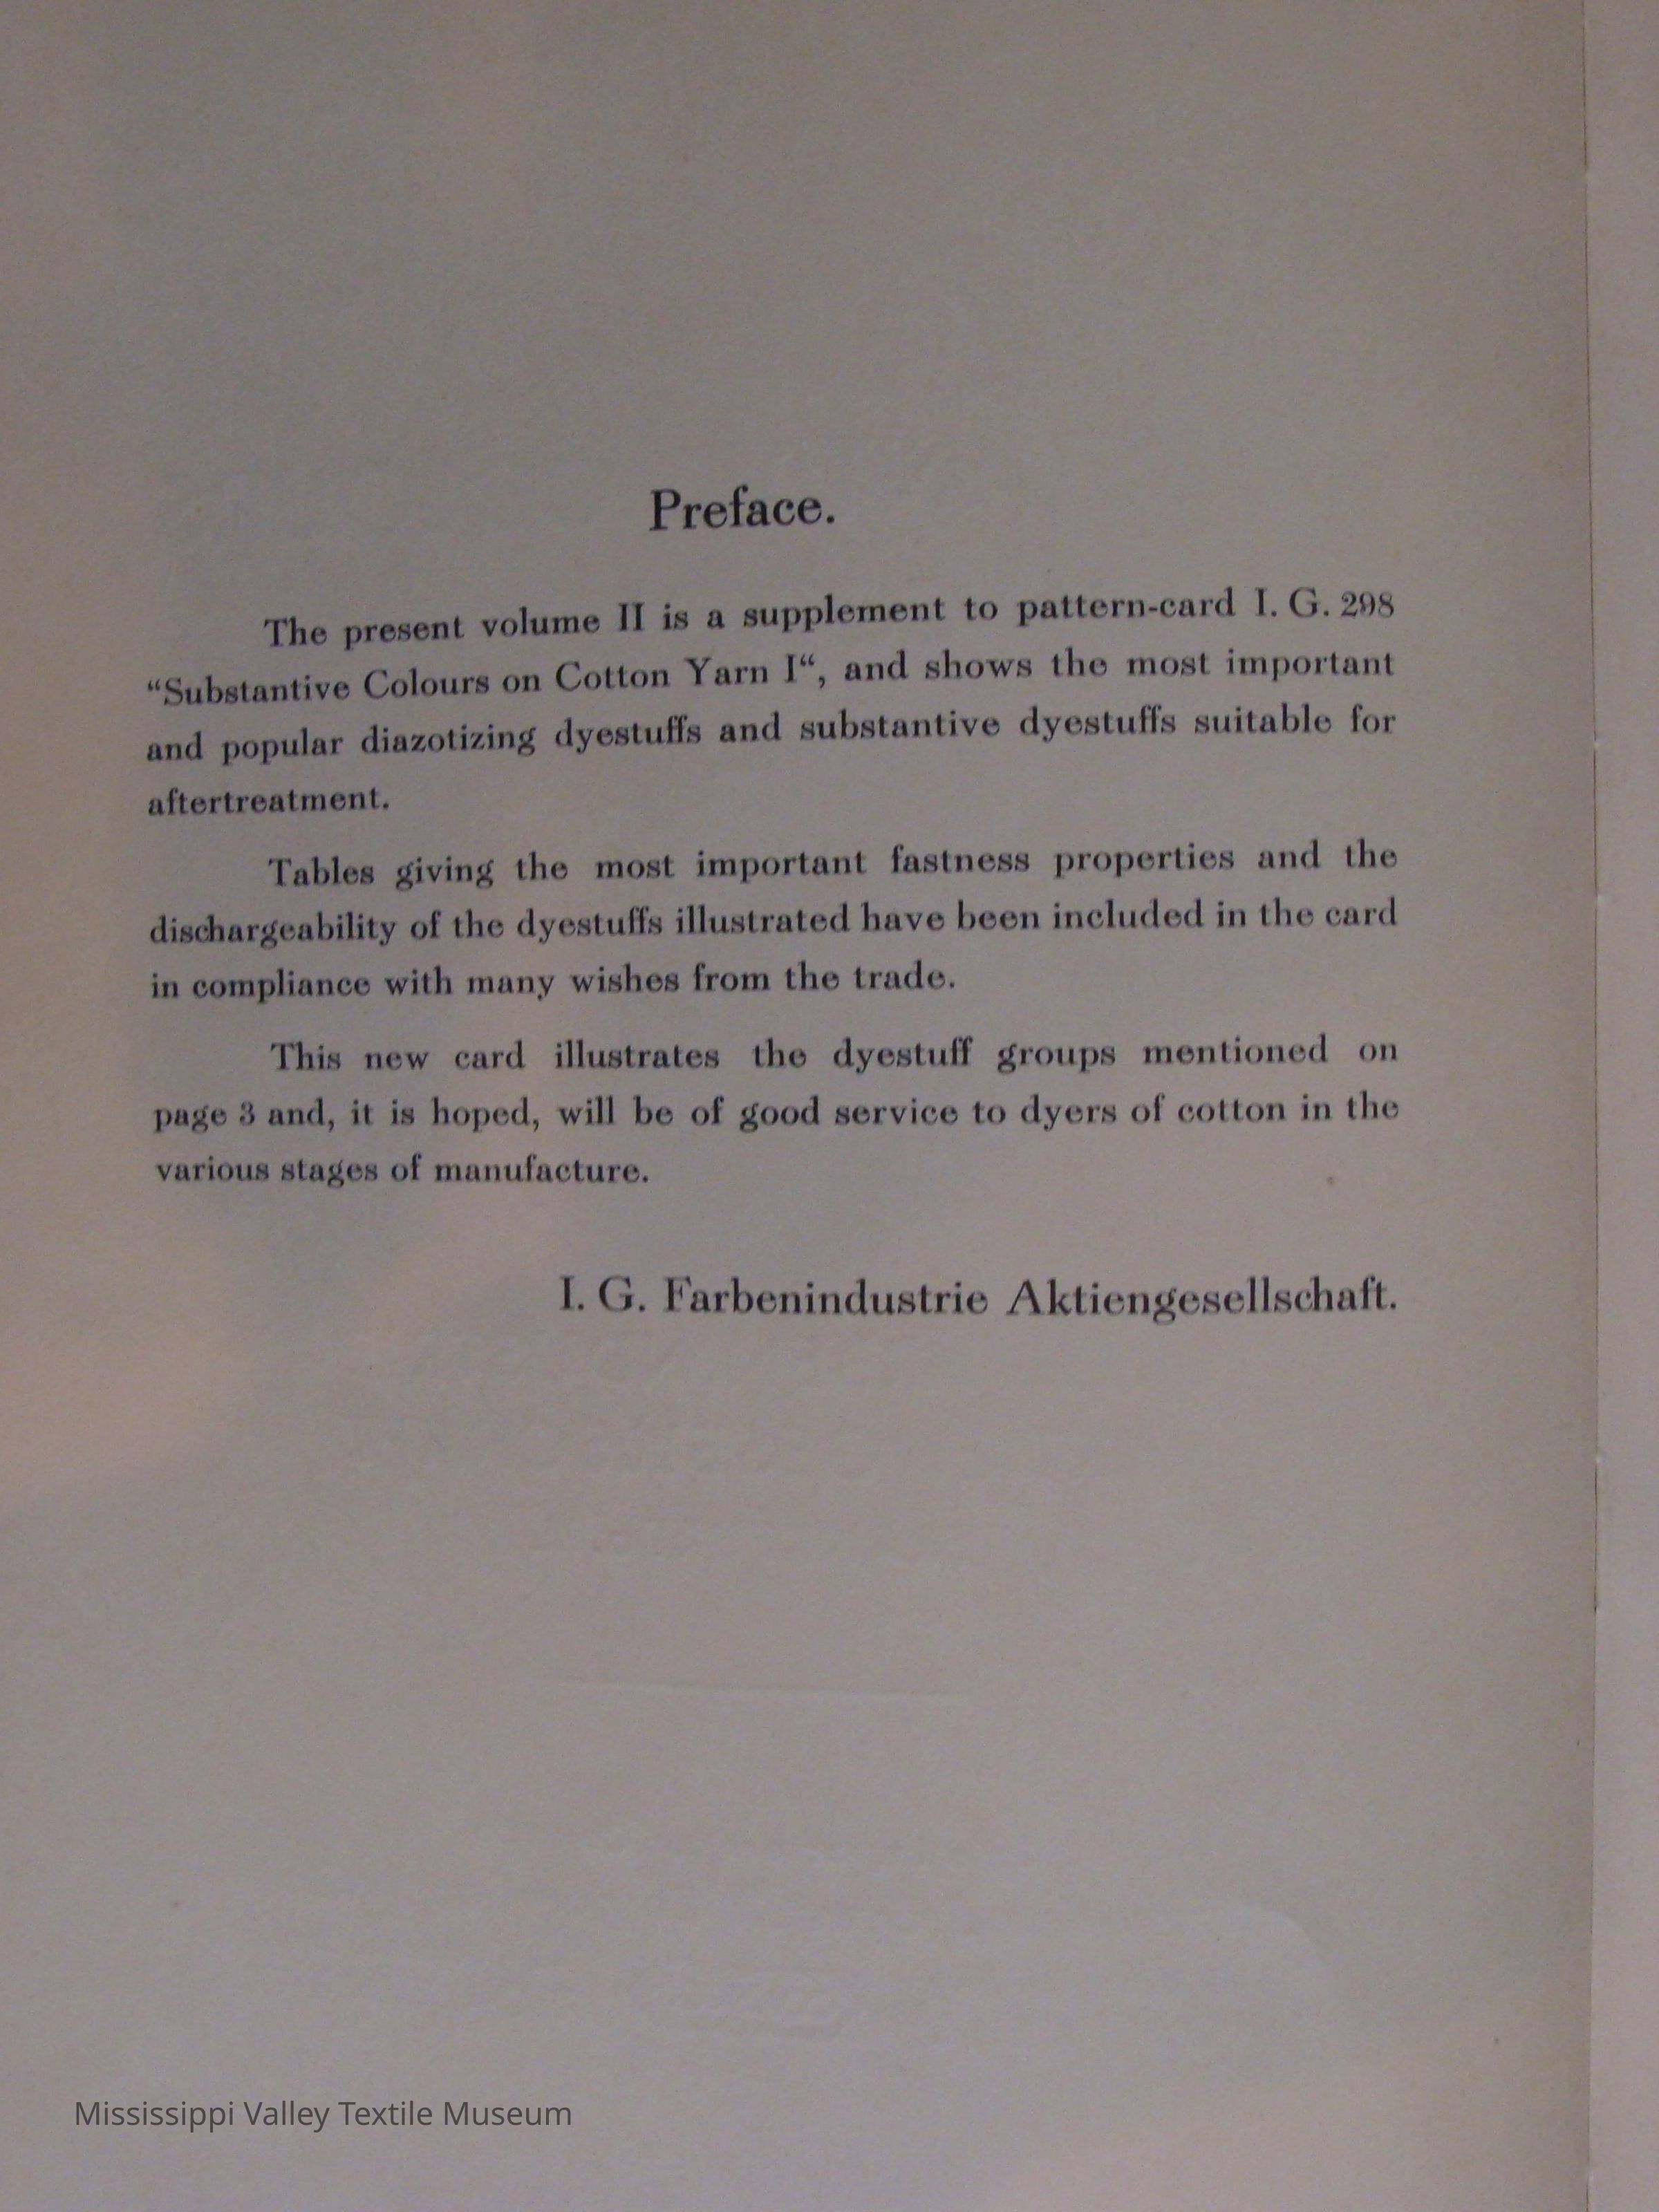 Preface.
The present volume II is a supplement to pattern-card I. G. 298
“Substantive Colours on Cotton Yarn I“, and shows the most important
and popular diazotizing dyestuffs and substantive dyestuffs suitable for
aftertreatment.
Tables giving the most important fastness properties and the
dischargeability of the dyestuffs illustrated have been included in the card
in compliance with many wishes from the trade.
This new card illustrates the dyestuff groups mentioned on
page 3 and, it is hoped, will be of good service to dyers of cotton in the
various stages of manufacture.
I. G. Farbenindustrie Aktiengesellschaft.
Mississippi Valley Textile Museum